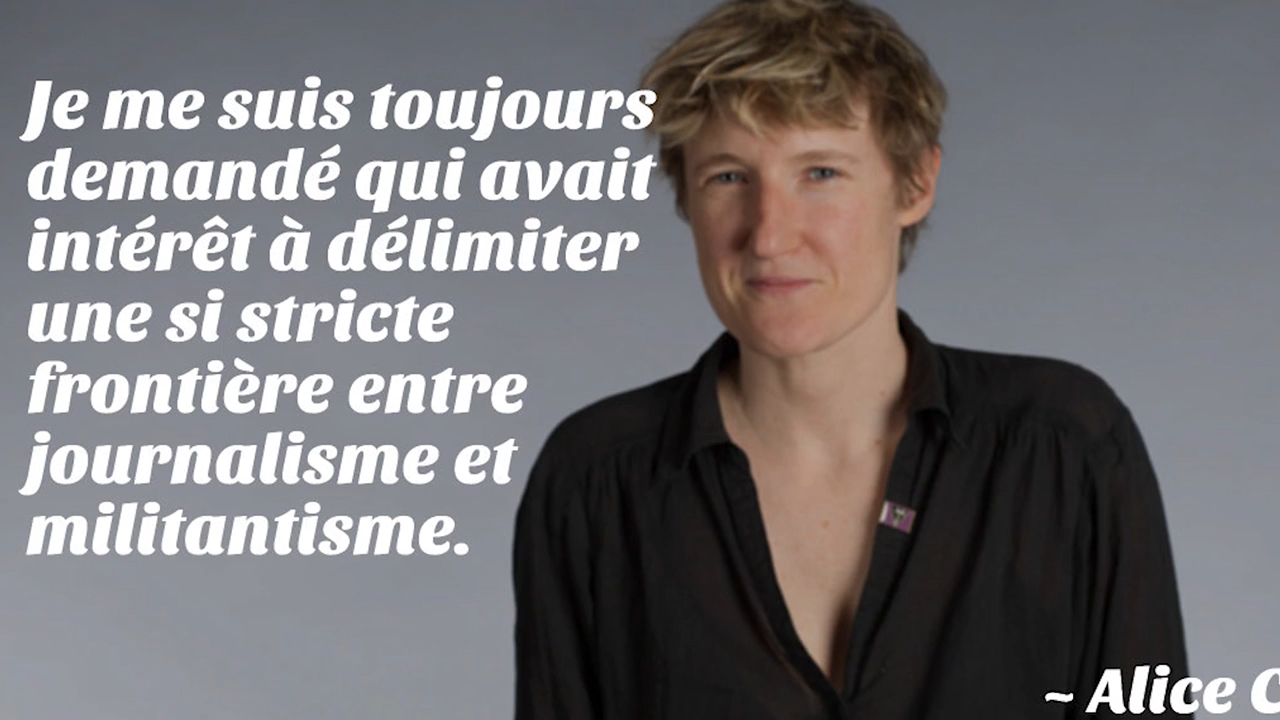 Je me suis toujours
demandé qui avait
intérêt à délimiter
une si stricte
frontière entre
journalisme et
militantisme.
~ Alice C